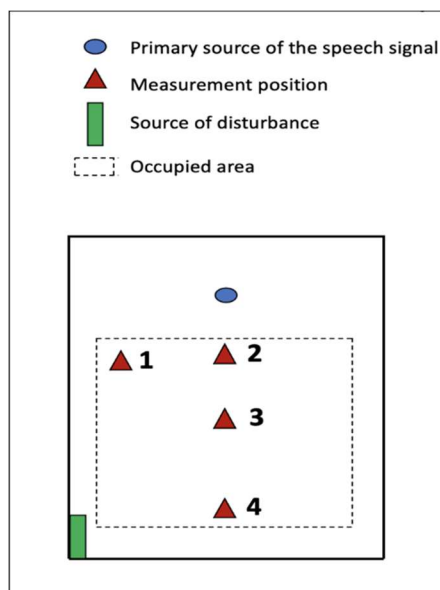 Primary source of the speech signal
Measurement position
Source of disturbance
Occupied area
1
2
3
4